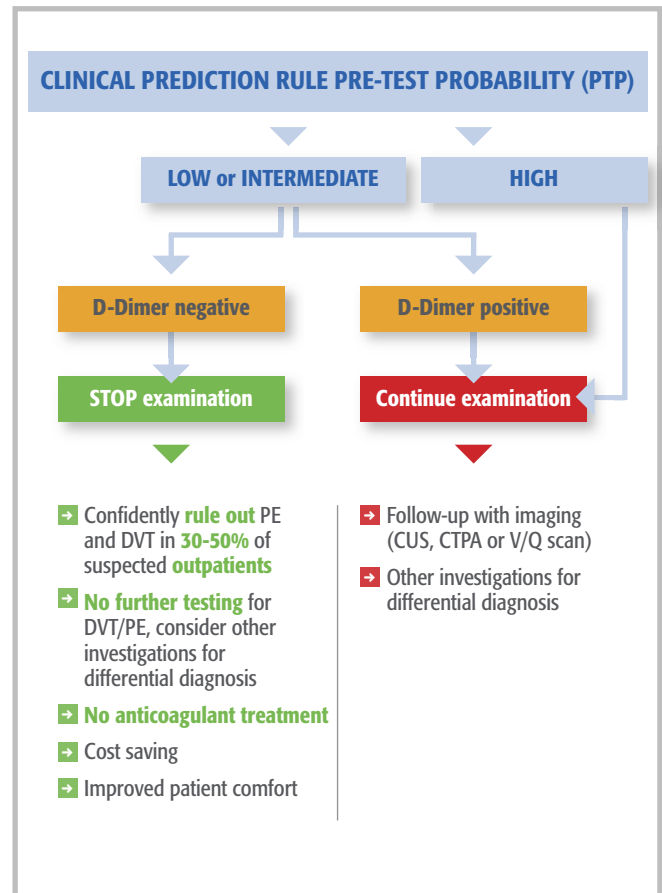 CLINICAL PREDICTION RULE PRE-TEST PROBABILITY (PTP)
LOW or INTERMEDIATE
HIGH
D-Dimer negative
D-Dimer positive
STOP examination
Continue examination
Confidently rule out PE
and DVT in 30-50% of
suspected outpatients
No further testing for
DVT/PE, consider other
investigations for
differential diagnosis
No anticoagulant treatment
Cost saving
Improved patient comfort
Follow-up with imaging
(CUS, CTPA or V/Q scan)
Other investigations for
differential diagnosis